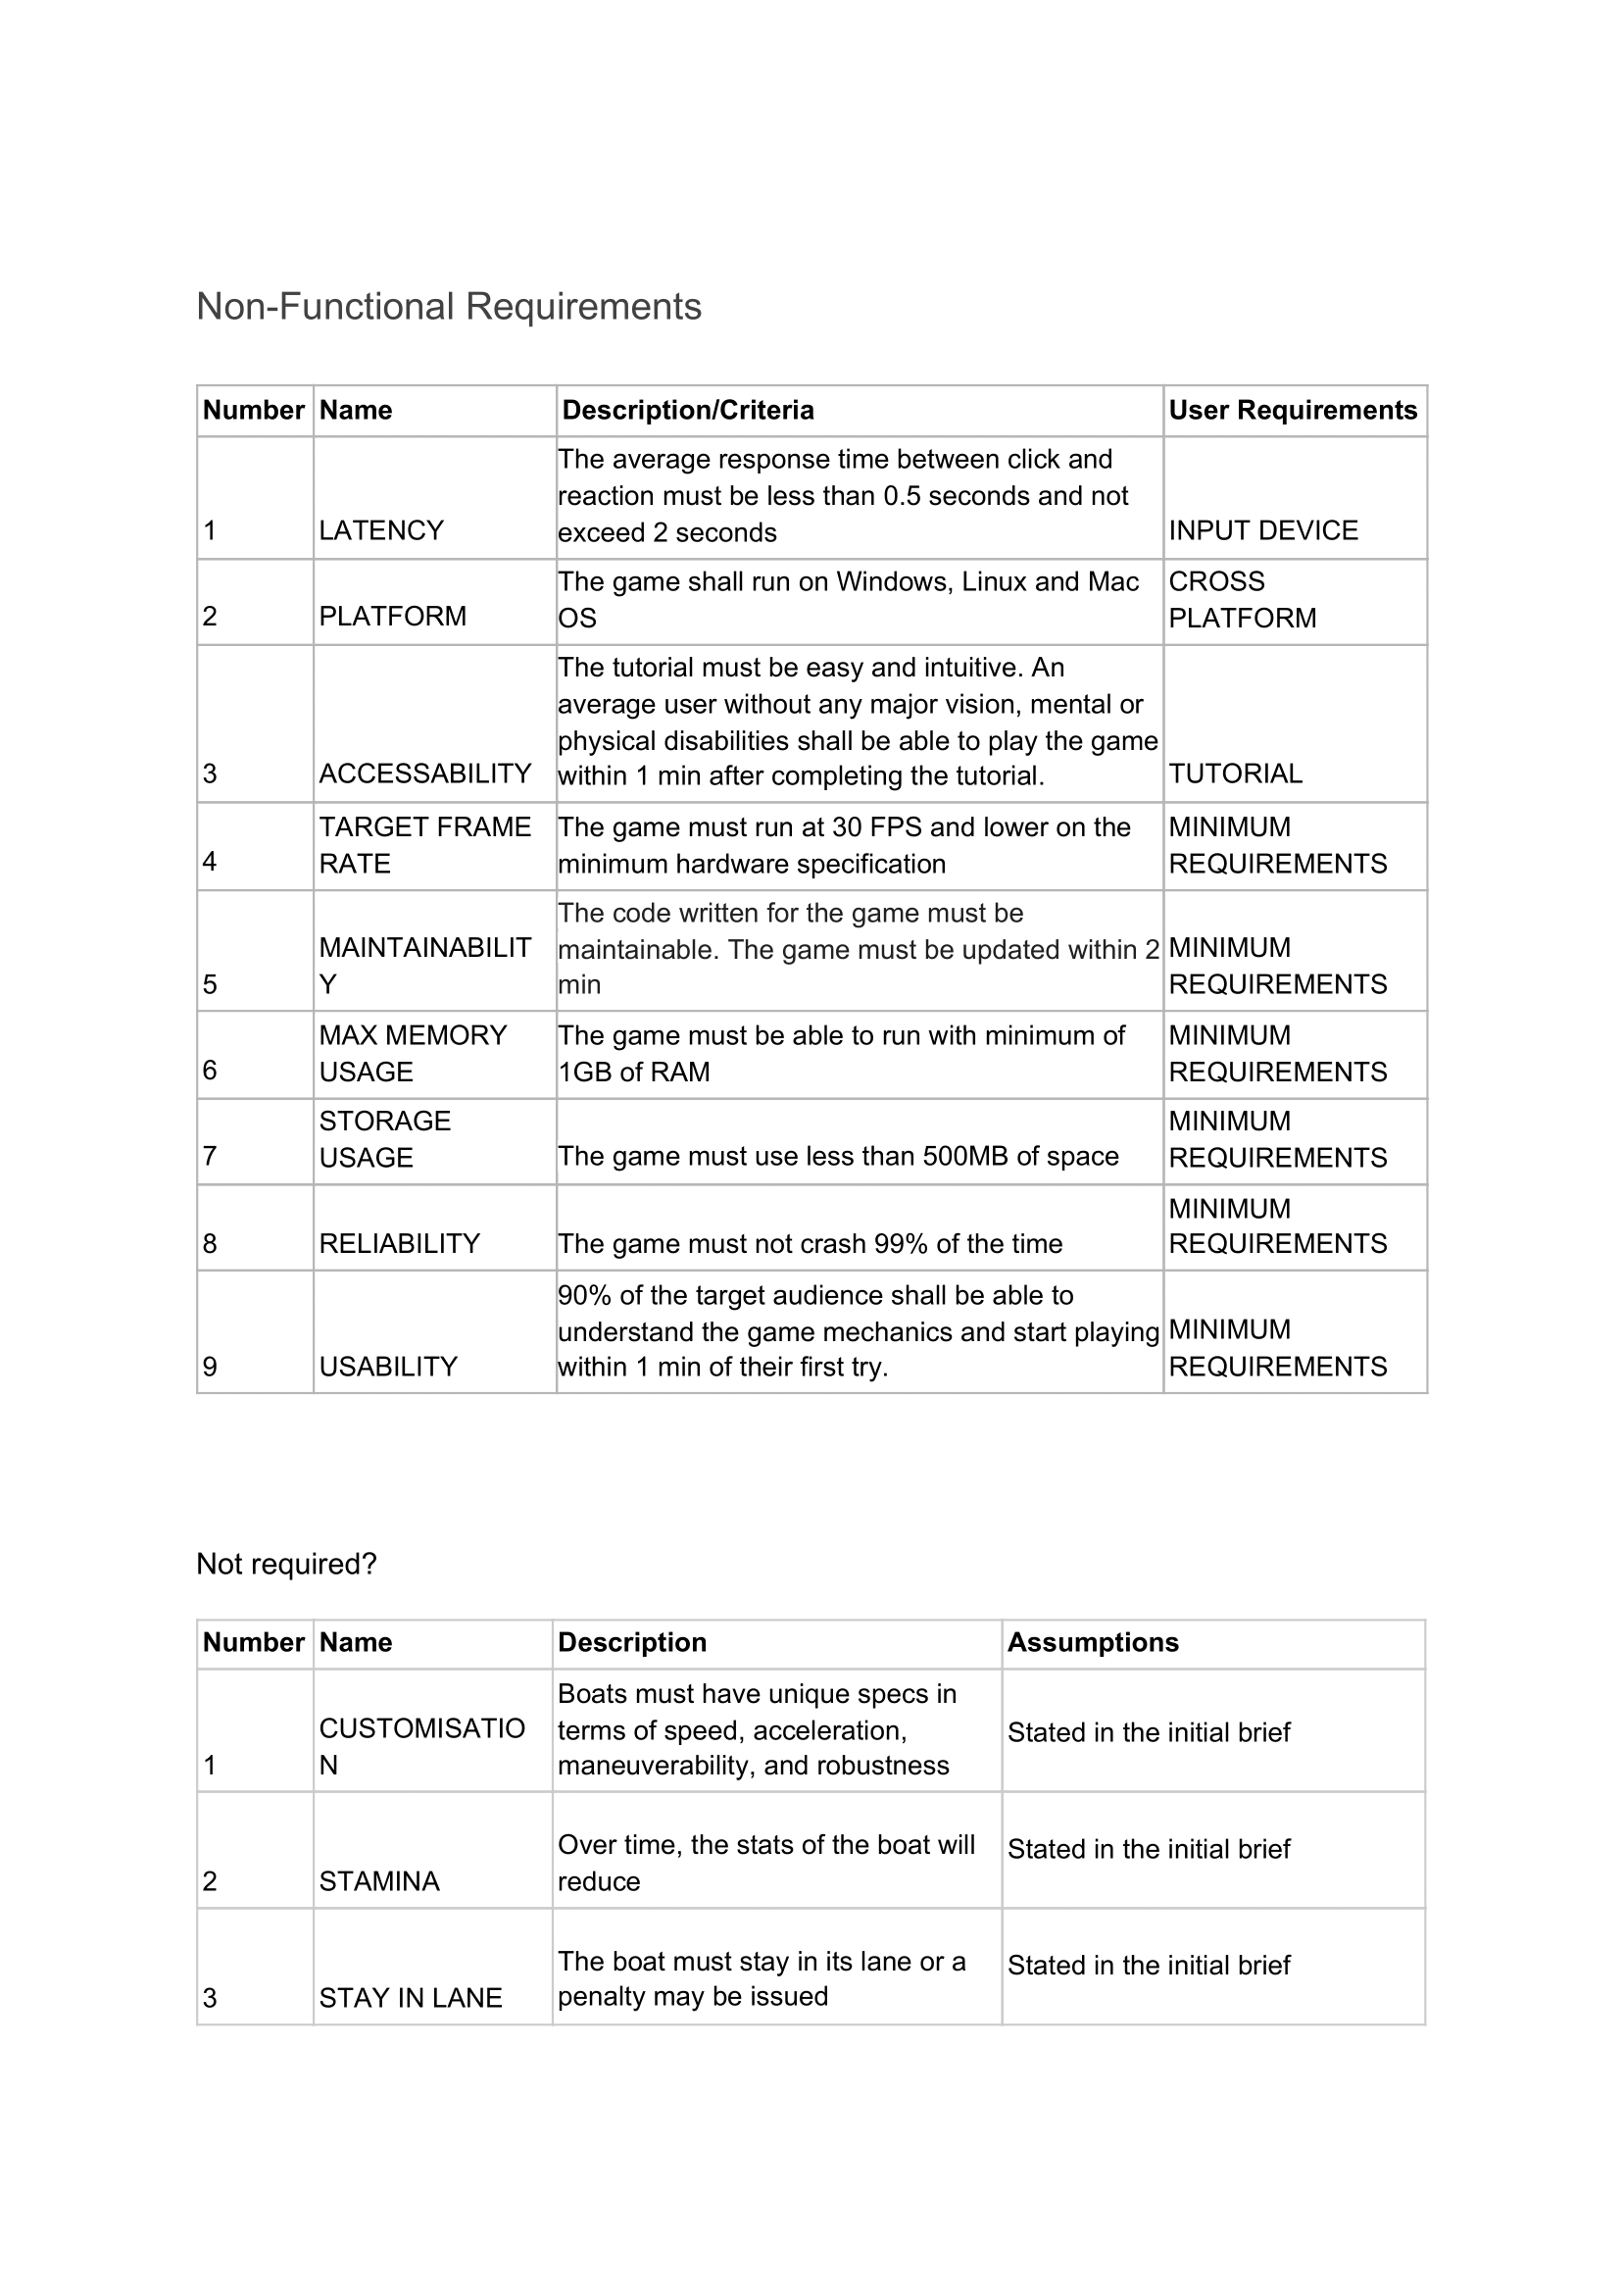 Non-Functional Requirements
Number Name Description/Criteria User Requirements
The average response time between click and
reaction must be less than 0.5 seconds and not
1 LATENCY exceed 2 seconds INPUT DEVICE
The game shall run on Windows, Linux and Mac CROSS
2 PLATFORM OS PLATFORM
The tutorial must be easy and intuitive. An
average user without any major vision, mental or
physical disabilities shall be able to play the game
3 ACCESSABILITY within 1 min after completing the tutorial. TUTORIAL
TARGET FRAME The game must run at 30 FPS and lower on the MINIMUM
4 RATE minimum hardware specification REQUIREMENTS
The code written for the game must be
MAINTAINABILIT maintainable. The game must be updated within 2 MINIMUM
5 Y min REQUIREMENTS
MAX MEMORY The game must be able to run with minimum of MINIMUM
6 USAGE 1GB of RAM REQUIREMENTS
STORAGE MINIMUM
7 USAGE The game must use less than 500MB of space REQUIREMENTS
MINIMUM
8 RELIABILITY The game must not crash 99% of the time REQUIREMENTS
90% of the target audience shall be able to
understand the game mechanics and start playing MINIMUM
9 USABILITY within 1 min of their first try. REQUIREMENTS
Not required?
Number Name Description Assumptions
Boats must have unique specs in
CUSTOMISATIO terms of speed, acceleration, Stated in the initial brief
1 N maneuverability, and robustness
Over time, the stats of the boat will Stated in the initial brief
2 STAMINA reduce
The boat must stay in its lane or a Stated in the initial brief
3 STAY IN LANE penalty may be issued